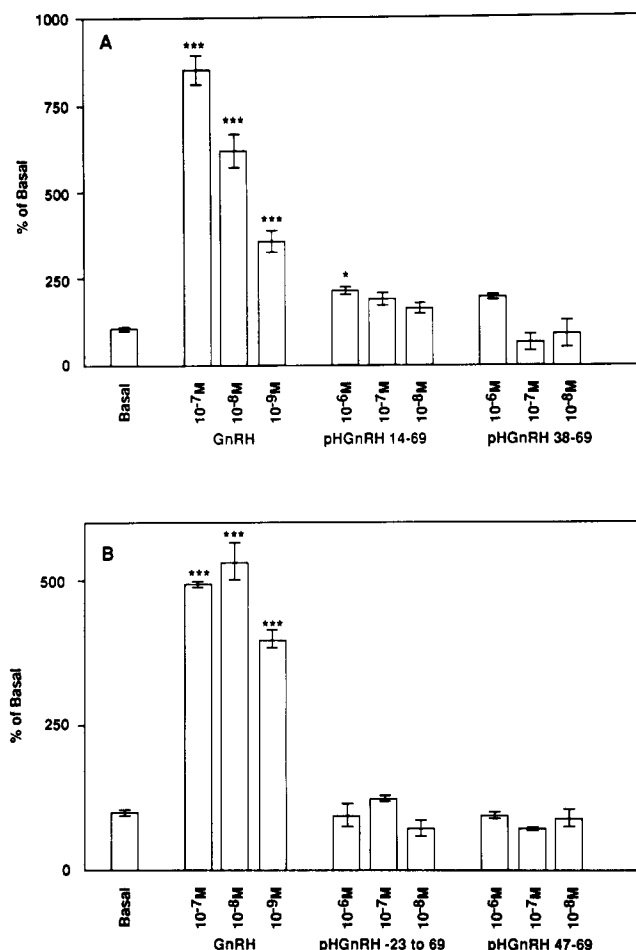 A
1000
750
500
250
0
% of Basal
***
***
***
*
Basal
10⁻⁷M
10⁻⁸M
10⁻⁹M
GnRH
10⁻⁶M
10⁻⁷M
10⁻⁸M
pHGnRH 14-69
10⁻⁶M
10⁻⁷M
10⁻⁸M
pHGnRH 38-69
B
500
250
0
% of Basal
***
***
***
Basal
10⁻⁷M
10⁻⁸M
10⁻⁹M
GnRH
10⁻⁶M
10⁻⁷M
10⁻⁸M
pHGnRH -23 to 69
10⁻⁶M
10⁻⁷M
10⁻⁸M
pHGnRH 47-69